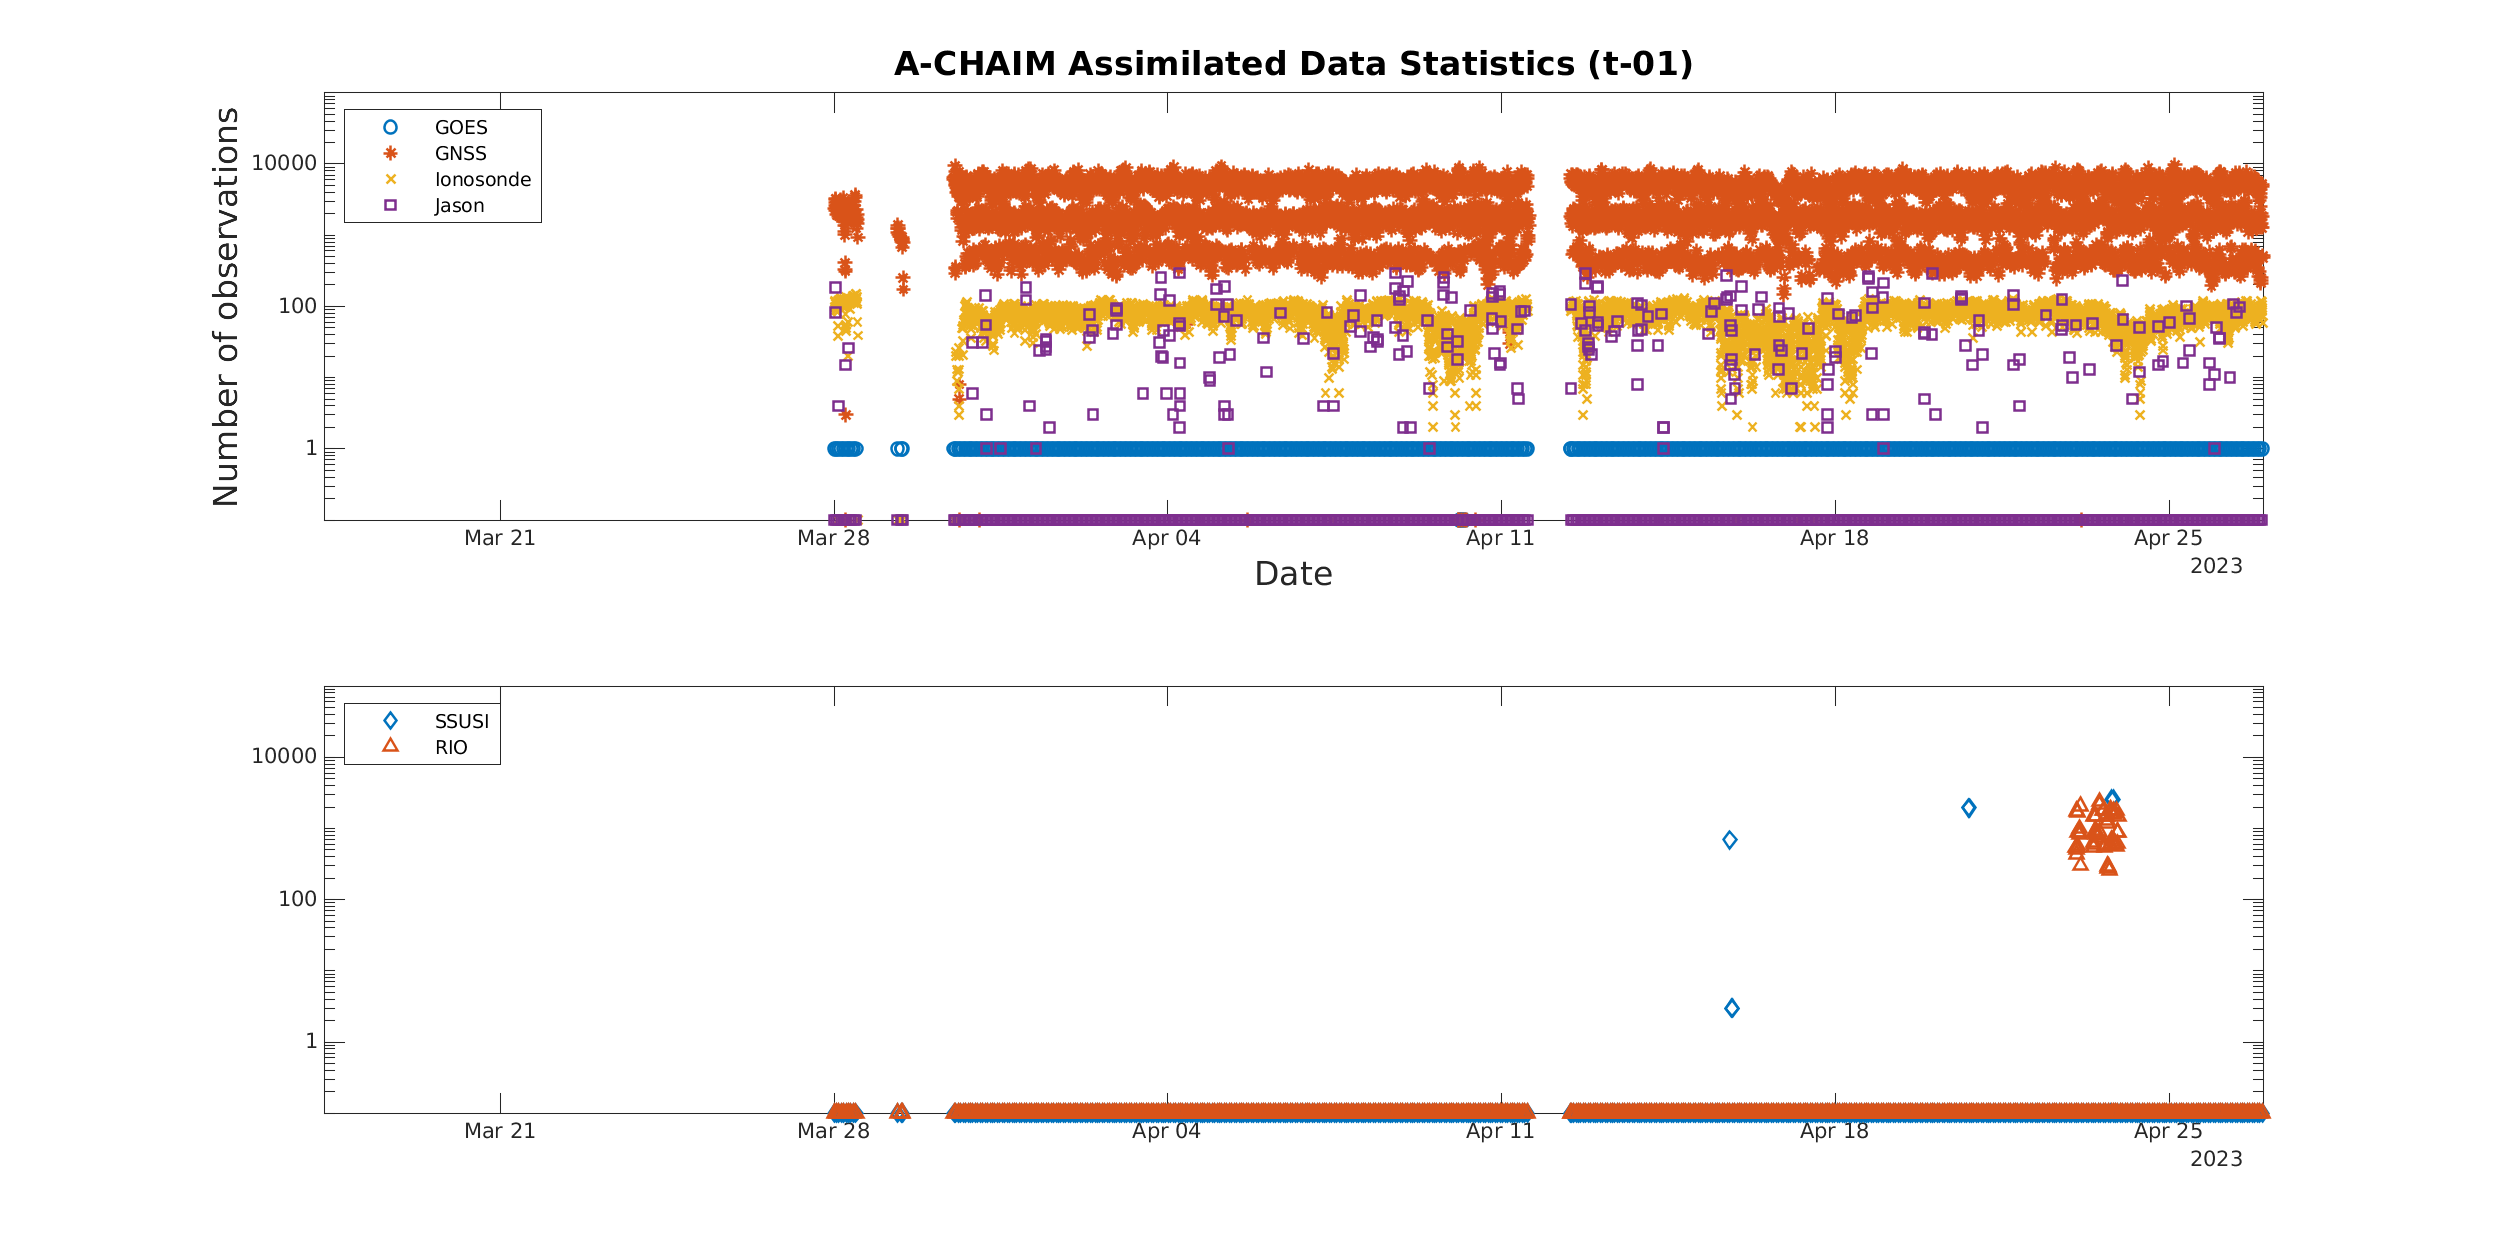 A-CHAIM Assimilated Data Statistics (t-01)
Number of observations
10000
100
1
GOES
GNSS
Ionosonde
Jason
Mar 21
Mar 28
Apr 04
Apr 11
Apr 18
Apr 25
2023
Date
10000
100
1
SSUSI
RIO
Mar 21
Mar 28
Apr 04
Apr 11
Apr 18
Apr 25
2023